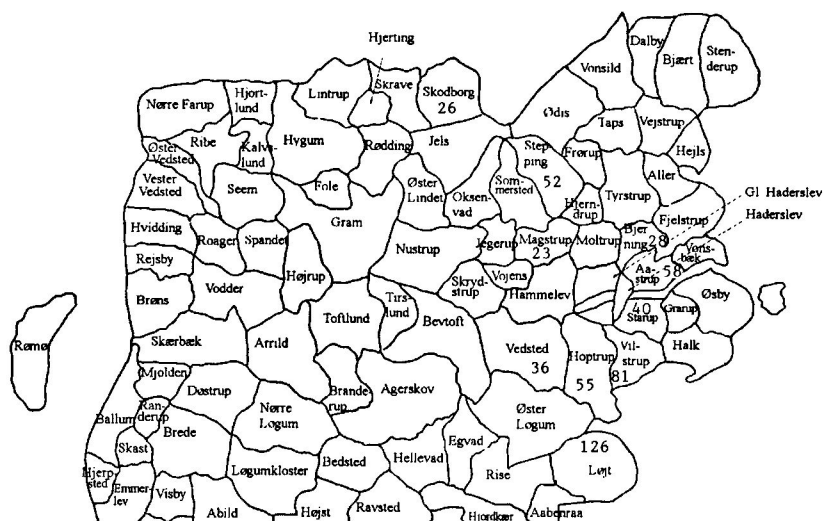 Hjerting
Dalby
Bjært
Sten-
derup
Vonsild
Nørre Farup
Hjort-
lund
Lintrup
Skrave
Skodborg
26
Ødis
Taps
Vejstrup
Hejls
Øster
Vedsted
Ribe
Kalv-
lund
Hygum
Rødding
Jels
Step-
ping
52
Frørup
Aller
Vester
Vedsted
Seem
Fole
Øster
Lindet
Oksen-
vad
Som-
mersted
Hjern-
drup
Tyrstrup
Gl Haderslev
Hvidding
Roager
Spandet
Gram
Nustrup
Jegerup
Magstrup
23
Moltrup
Bjer
ning
28
Fjelstrup
Haderslev
Vons-
bæk
Rejsby
Højrup
Skryd-
strup
Vojens
Hammelev
Aa-
strup
58
Brøns
Vodder
Toftlund
Tirs-
lund
Bevtoft
40
Starup
Grarup
Øsby
Rømø
Skærbæk
Arrild
Vedsted
36
Hoptrup
55
Vil-
strup
81
Halk
Mjolden
Døstrup
Brande
rup
Agerskov
Ballum
Ran-
derup
Brede
Nørre
Løgum
Øster
Løgum
Skast
Egvad
126
Løjt
Hjerp
sted
Emmer-
lev
Visby
Løgumkloster
Bedsted
Hellevad
Rise
Abild
Højst
Ravsted
Hjordkær
Aabenraa